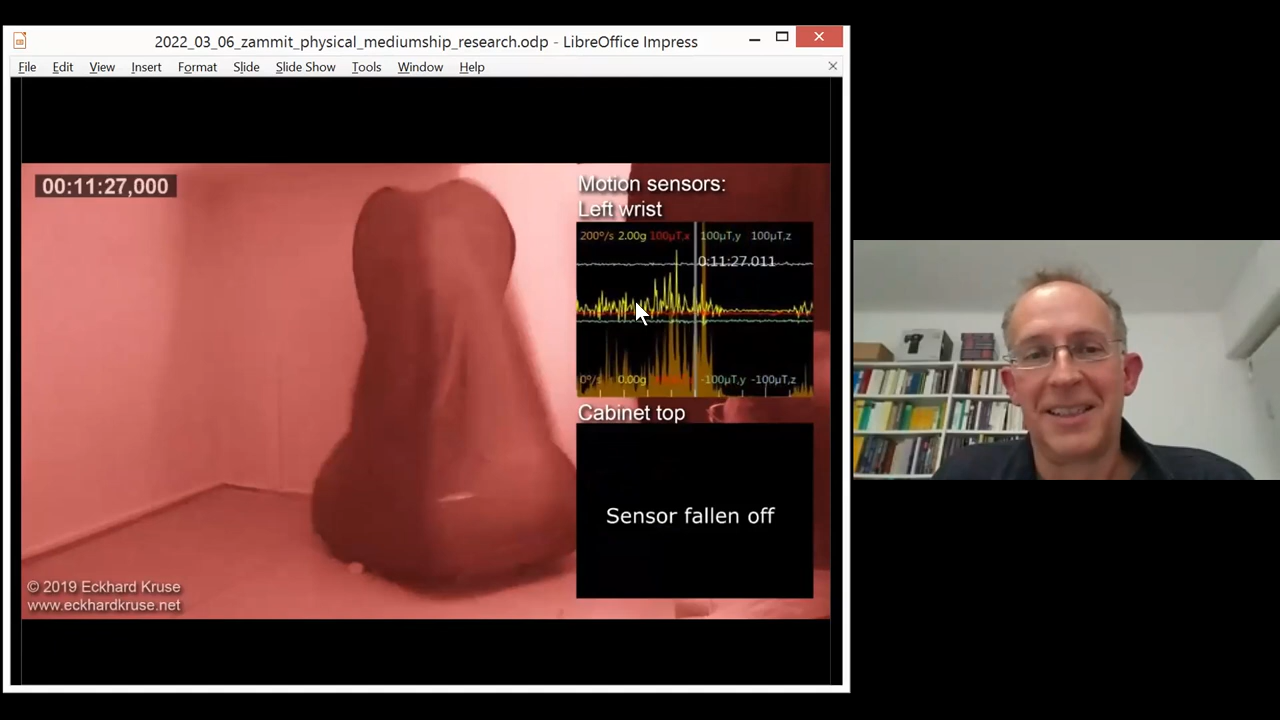 2022_03_06_zammit_physical_mediumship_research.odp - LibreOffice Impress
File Edit View Insert Format Slide Slide Show Tools Window Help
00:11:27,000
Motion sensors:
Left wrist
200°/s 2.00g 100µT,x 100µT,y 100µT,z
0:11:27.011
0°/s 0.00g -100µT,y -100µT,z
Cabinet top
Sensor fallen off
© 2019 Eckhard Kruse
www.eckhardkruse.net